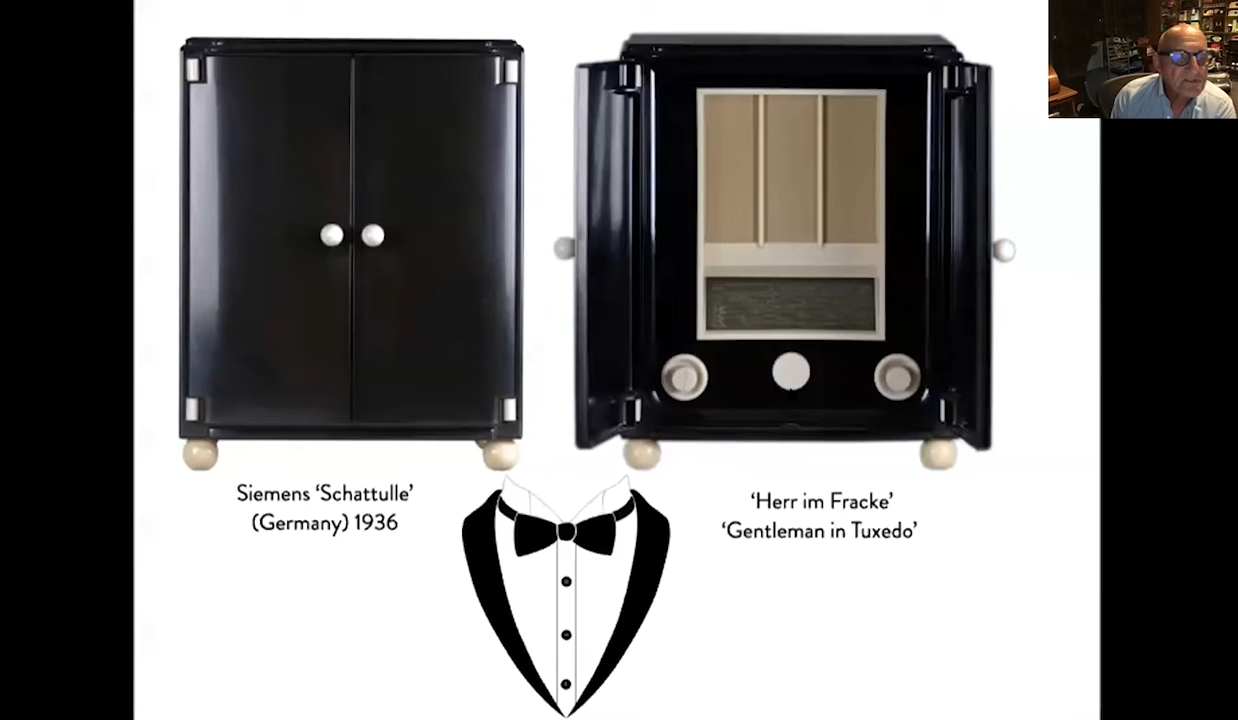 Siemens ‘Schattulle’
(Germany) 1936
‘Herr im Fracke’
‘Gentleman in Tuxedo’